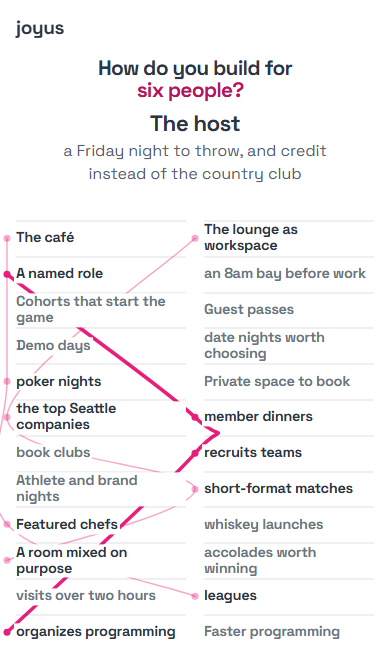 joyus
How do you build for
six people?
The host
a Friday night to throw, and credit
instead of the country club
The café
A named role
Cohorts that start the
game
Demo days
poker nights
the top Seattle
companies
book clubs
Athlete and brand
nights
Featured chefs
A room mixed on
purpose
visits over two hours
organizes programming
The lounge as
workspace
an 8am bay before work
Guest passes
date nights worth
choosing
Private space to book
member dinners
recruits teams
short-format matches
whiskey launches
accolades worth
winning
leagues
Faster programming